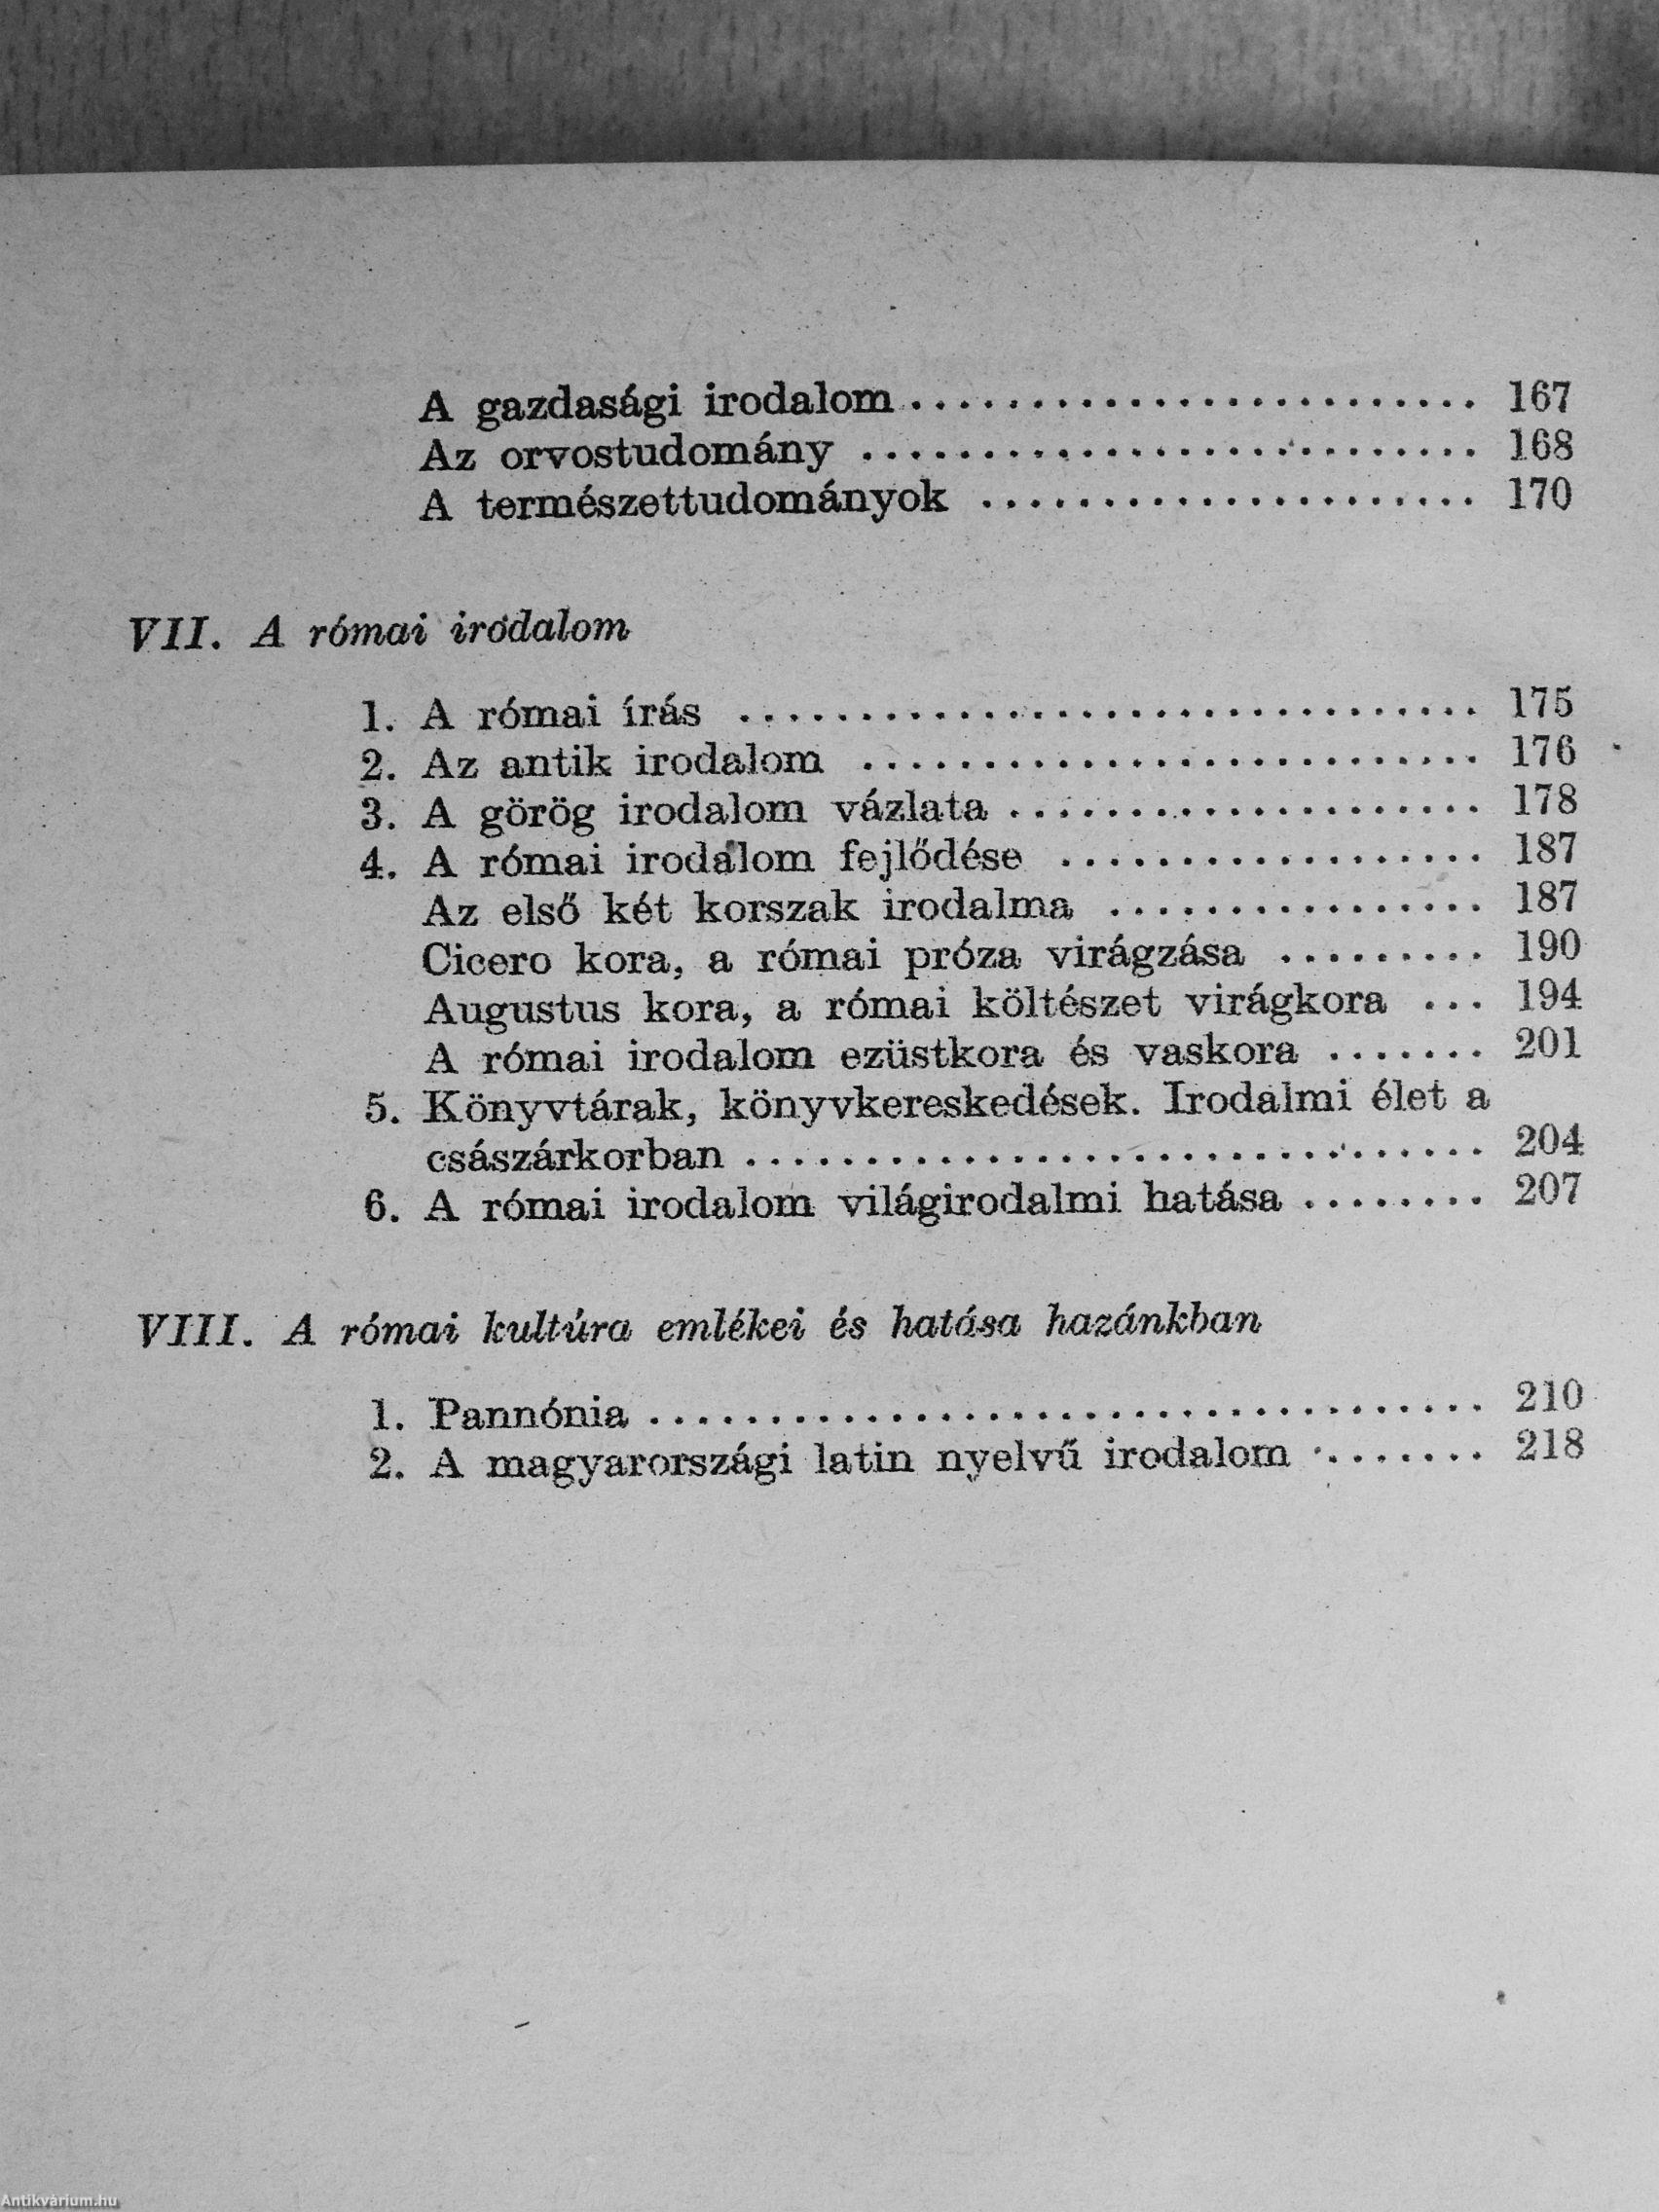 A gazdasági irodalom ........................ 167
Az orvostudomány .......................... 168
A természettudományok ..................... 170
VII. A római irodalom
1. A római írás ............................... 175
2. Az antik irodalom .......................... 176
3. A görög irodalom vázlata .................... 178
4. A római irodalom fejlődése .................. 187
Az első két korszak irodalma ................ 187
Cicero kora, a római próza virágzása ......... 190
Augustus kora, a római költészet virágkora ... 194
A római irodalom ezüstkora és vaskora ....... 201
5. Könyvtárak, könyvkereskedések. Irodalmi élet a
császárkorban ............................... 204
6. A római irodalom világirodalmi hatása ........ 207
VIII. A római kultúra emlékei és hatása hazánkban
1. Pannónia ................................... 210
2. A magyarországi latin nyelvű irodalom ....... 218
Antikvárium.hu